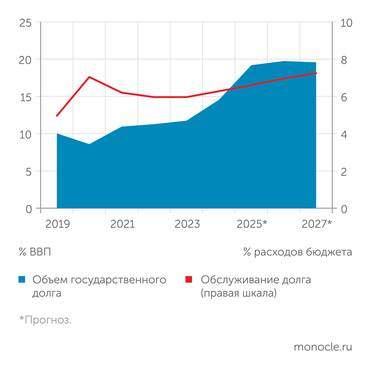 25 10
20 8
15 6
10 4
5 2
0 0
2019 2021 2023 2025* 2027*
% ВВП % расходов бюджета
Объем государственного Обслуживание долга
долга (правая шкала)
*Прогноз.
monocle.ru